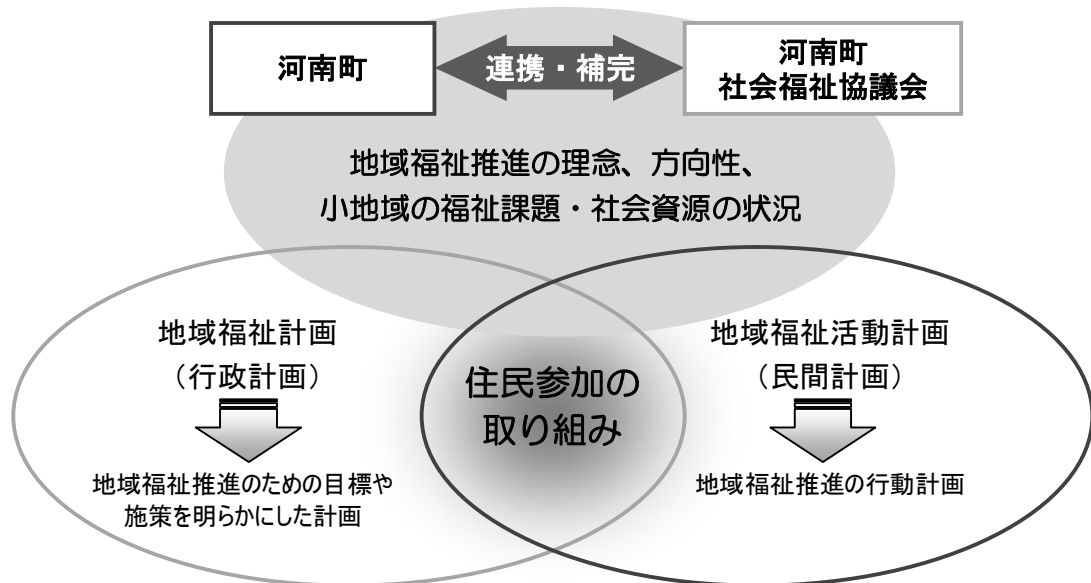 河南町
連携・補完
河南町
社会福祉協議会
地域福祉推進の理念、方向性、
小地域の福祉課題・社会資源の状況
地域福祉計画
（行政計画）
地域福祉推進のための目標や
施策を明らかにした計画
住民参加の
取り組み
地域福祉活動計画
（民間計画）
地域福祉推進の行動計画